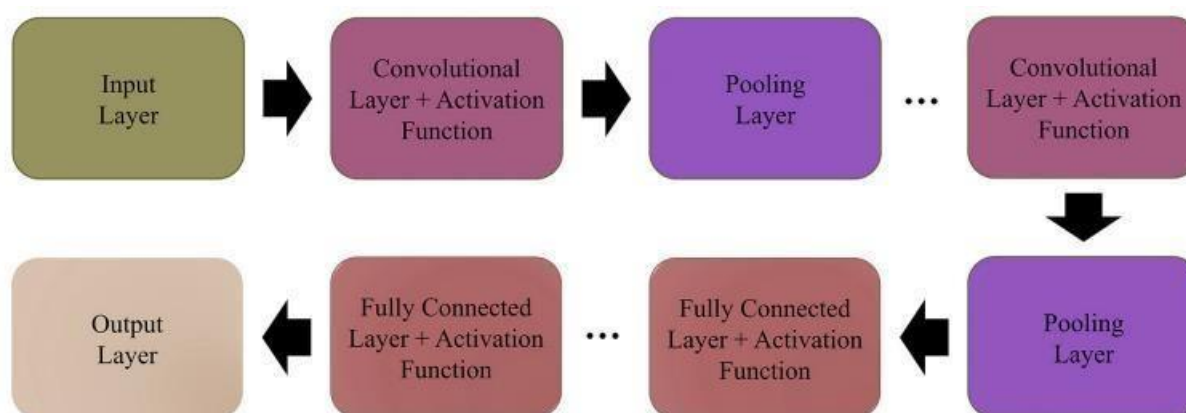 Input
Layer
Convolutional
Layer + Activation
Function
Pooling
Layer
...
Convolutional
Layer + Activation
Function
Pooling
Layer
Fully Connected
Layer + Activation
Function
...
Fully Connected
Layer + Activation
Function
Output
Layer